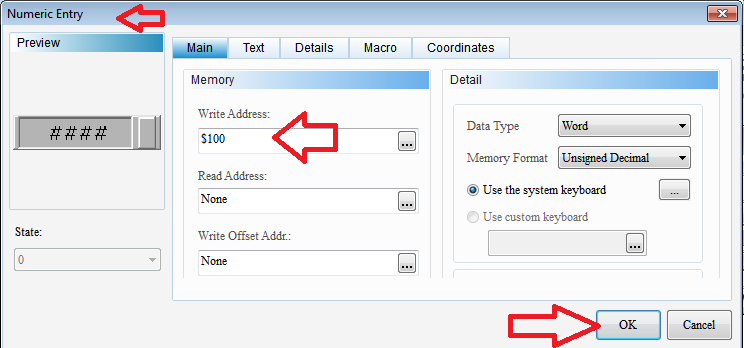 Numeric Entry
Preview
####
State:
0
Main Text Details Macro Coordinates
Memory
Write Address:
$100
...
Read Address:
None
...
Write Offset Addr.:
None
...
Detail
Data Type Word
Memory Format Unsigned Decimal
Use the system keyboard ...
Use custom keyboard
...
OK Cancel